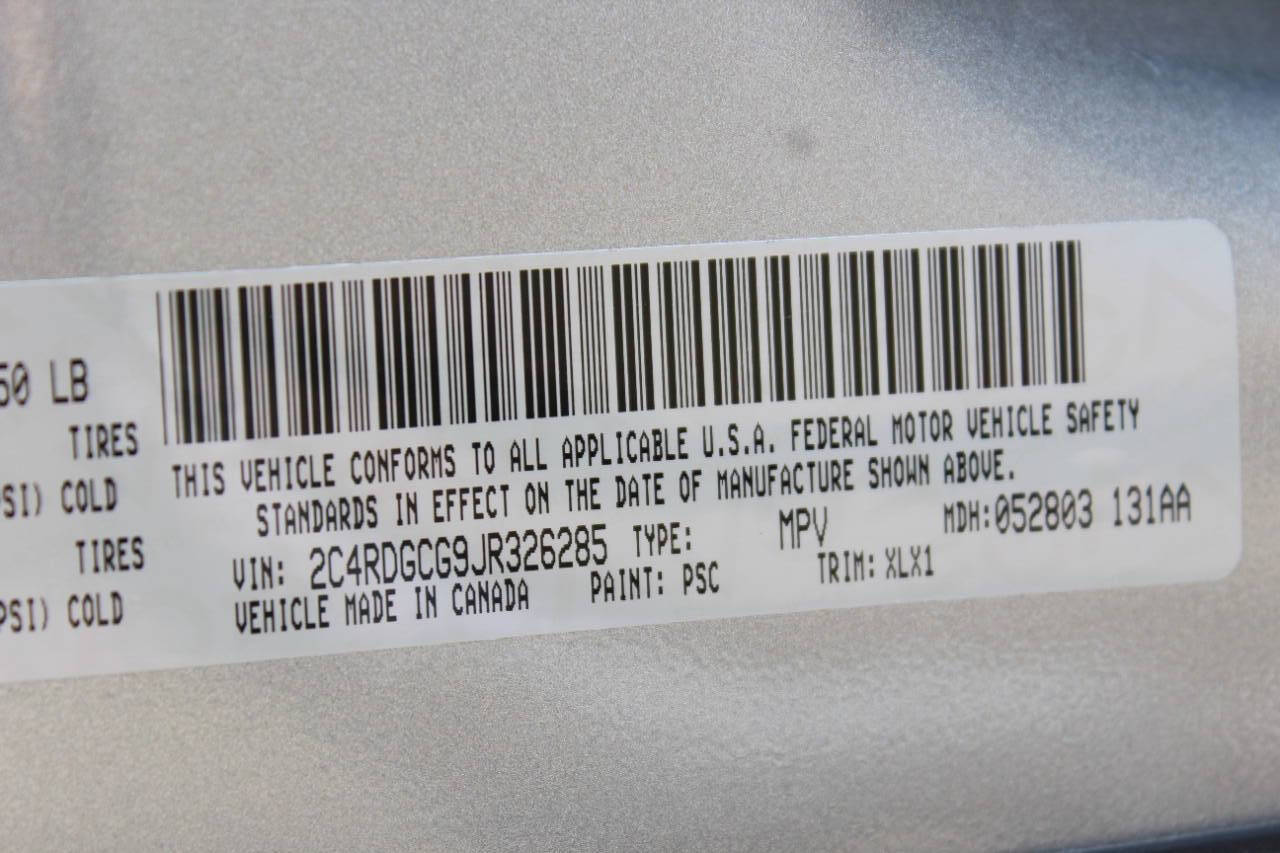 50 LB
TIRES
PSI) COLD
TIRES
PSI) COLD
THIS VEHICLE CONFORMS TO ALL APPLICABLE U.S.A. FEDERAL MOTOR VEHICLE SAFETY
STANDARDS IN EFFECT ON THE DATE OF MANUFACTURE SHOWN ABOVE.
VIN: 2C4RDGCG9JR326285 TYPE: MPV MDH:052803 131AA
VEHICLE MADE IN CANADA PAINT: PSC TRIM: XLX1